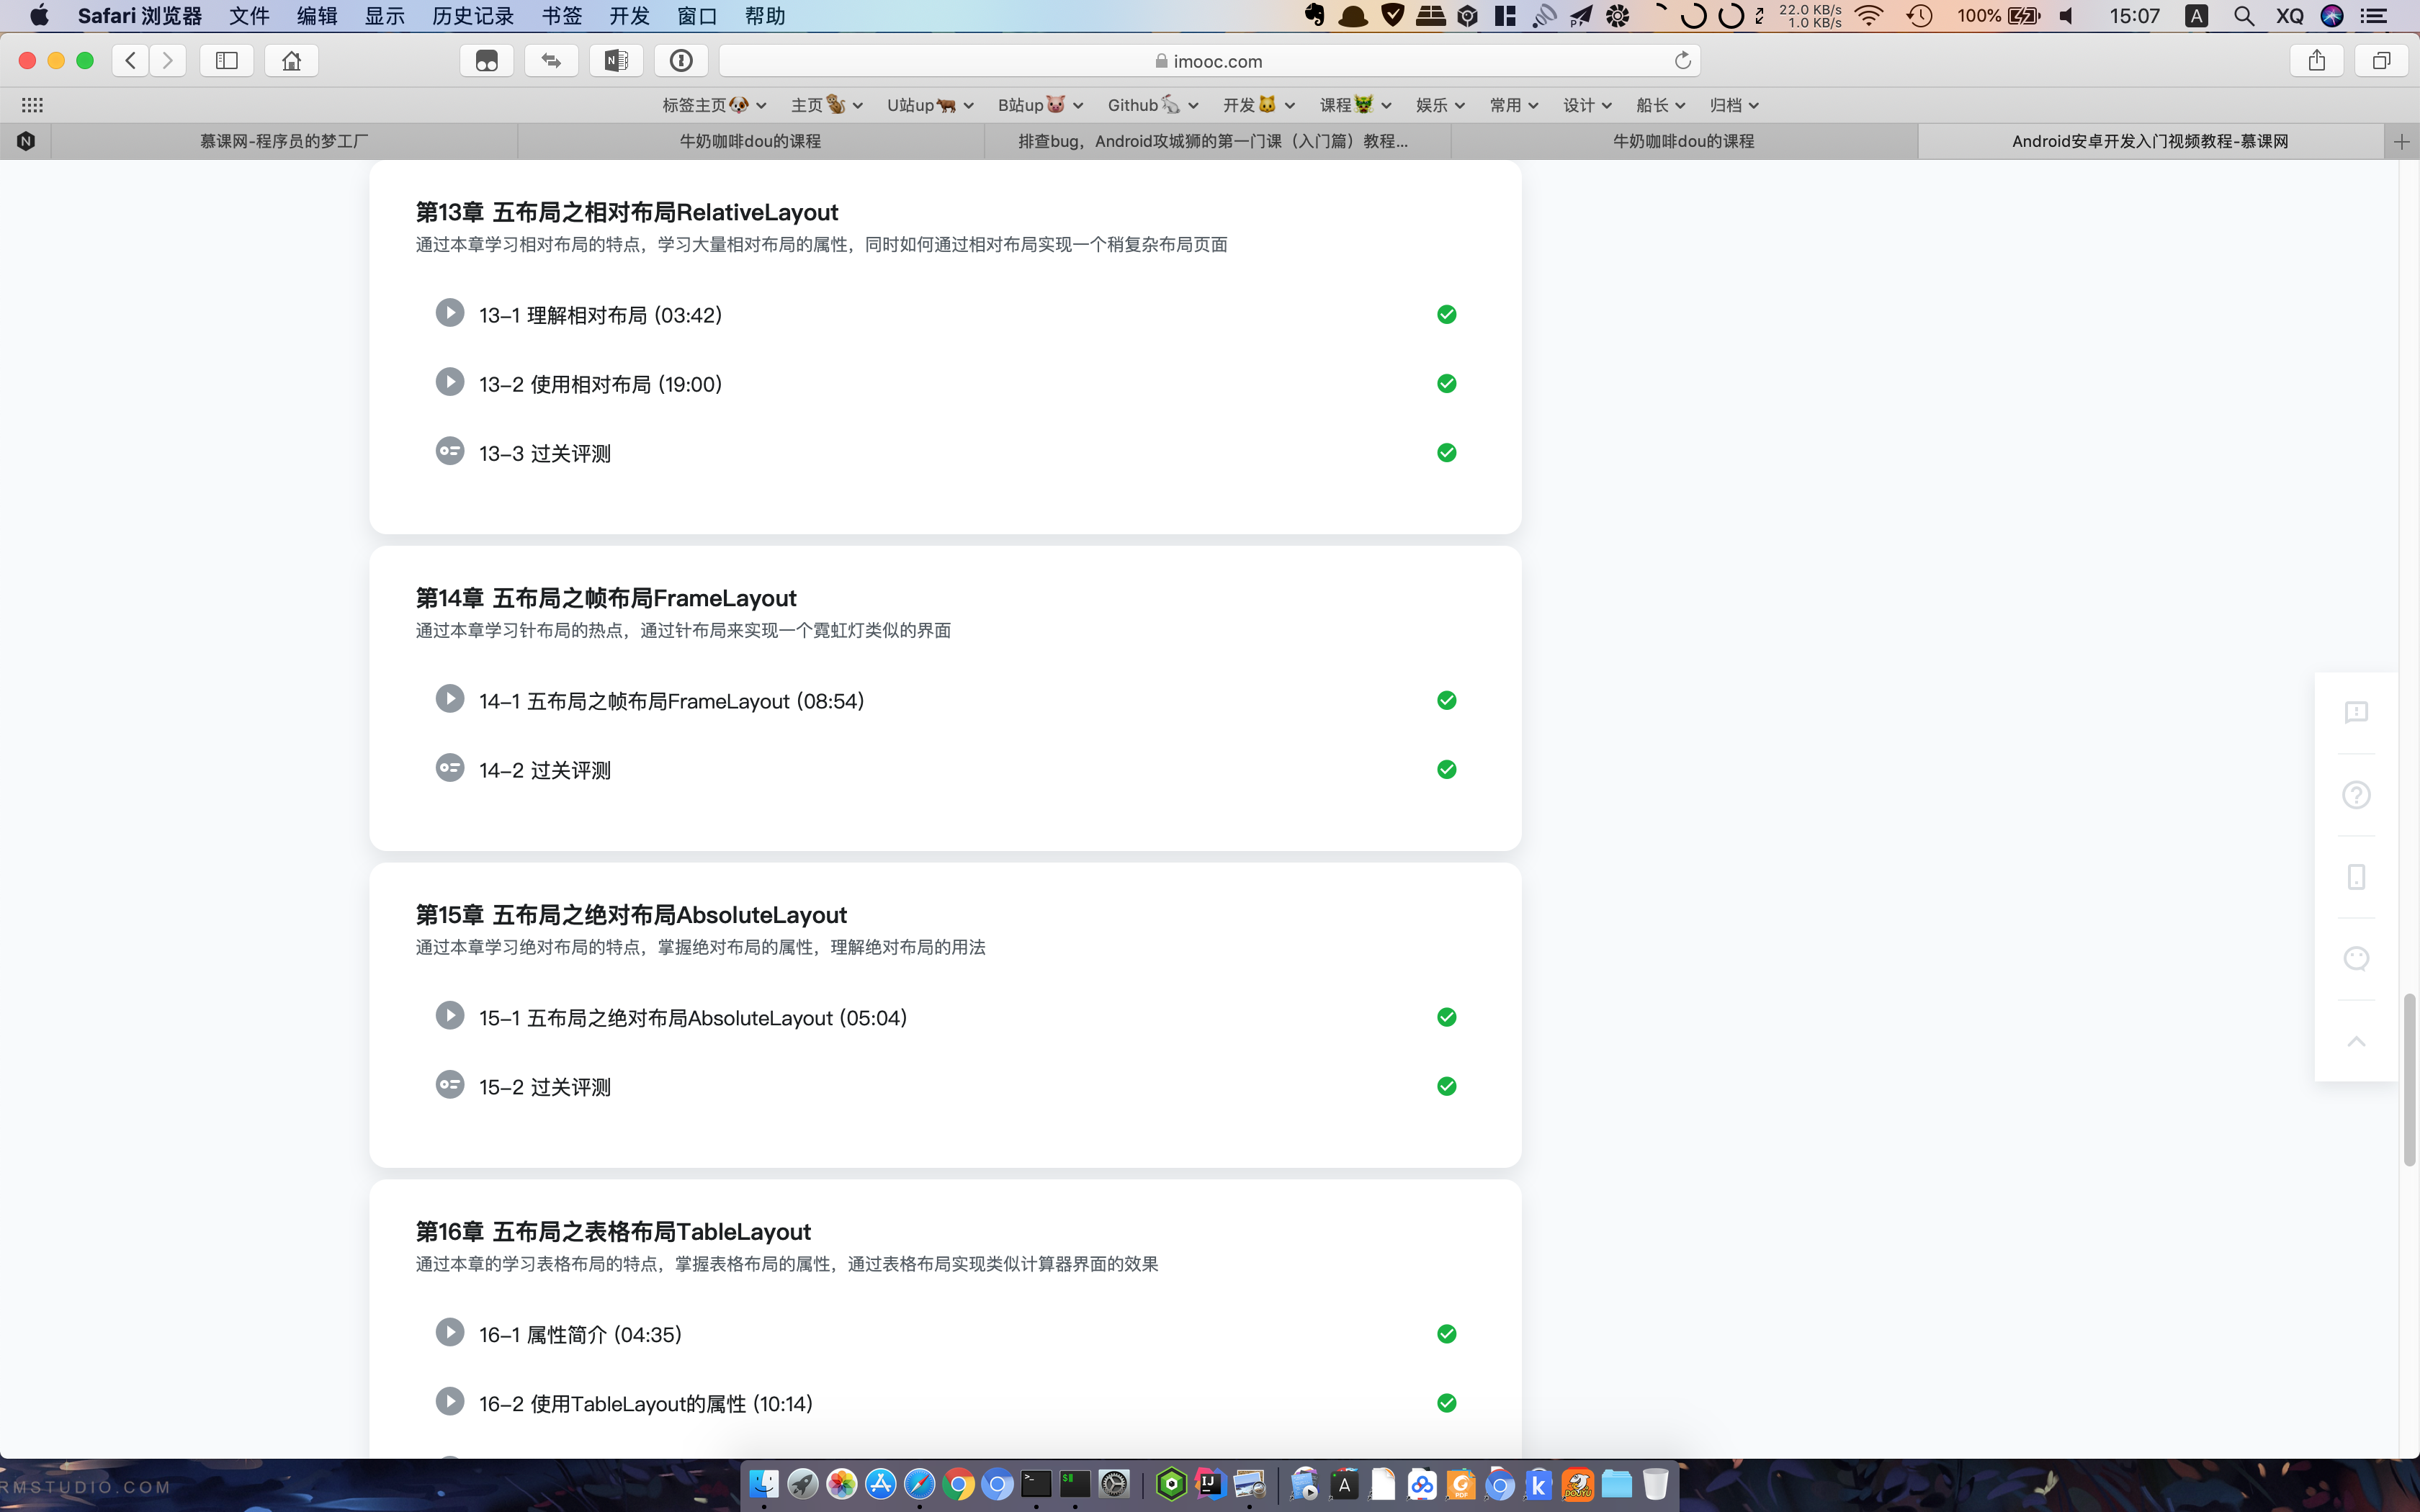 Safari 浏览器 文件 编辑 显示 历史记录 书签 开发 窗口 帮助 22.0 KB/s 1.0 KB/s 100% 15:07 A XQ
imooc.com
标签主页 主页 U站up B站up Github 开发 课程 娱乐 常用 设计 船长 归档
慕课网-程序员的梦工厂 牛奶咖啡dou的课程 排查bug，Android攻城狮的第一门课（入门篇）教程... 牛奶咖啡dou的课程 Android安卓开发入门视频教程-慕课网
第13章 五布局之相对布局RelativeLayout
通过本章学习相对布局的特点，学习大量相对布局的属性，同时如何通过相对布局实现一个稍复杂布局页面
13-1 理解相对布局 (03:42)
13-2 使用相对布局 (19:00)
13-3 过关评测
第14章 五布局之帧布局FrameLayout
通过本章学习针布局的热点，通过针布局来实现一个霓虹灯类似的界面
14-1 五布局之帧布局FrameLayout (08:54)
14-2 过关评测
第15章 五布局之绝对布局AbsoluteLayout
通过本章学习绝对布局的特点，掌握绝对布局的属性，理解绝对布局的用法
15-1 五布局之绝对布局AbsoluteLayout (05:04)
15-2 过关评测
第16章 五布局之表格布局TableLayout
通过本章的学习表格布局的特点，掌握表格布局的属性，通过表格布局实现类似计算器界面的效果
16-1 属性简介 (04:35)
16-2 使用TableLayout的属性 (10:14)
RMSTUDIO.COM